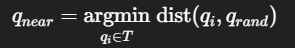 q_near = argmin dist(q_i, q_rand)
q_i∈T